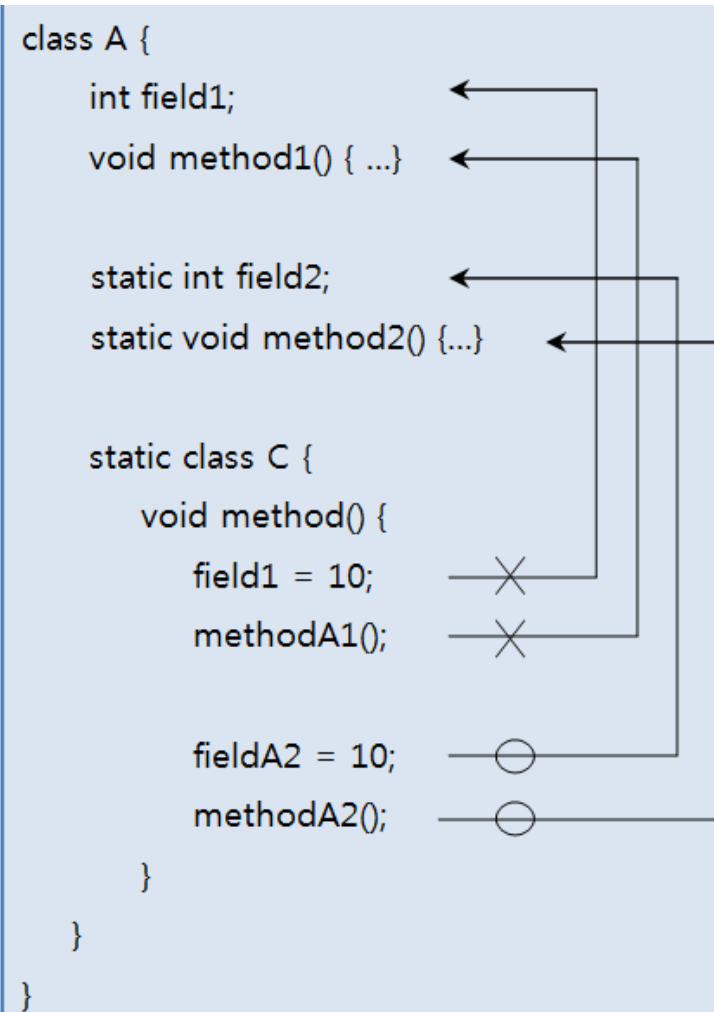 class A {
int field1;
void method1() { ...}
static int field2;
static void method2() {...}
static class C {
void method() {
field1 = 10;
methodA1();
fieldA2 = 10;
methodA2();
}
}
}